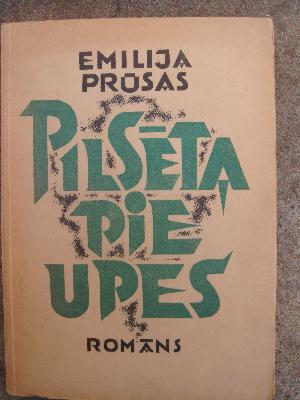 EMILIJA
PRŪSAS
PILSĒTA
PIE
UPES
ROMĀNS